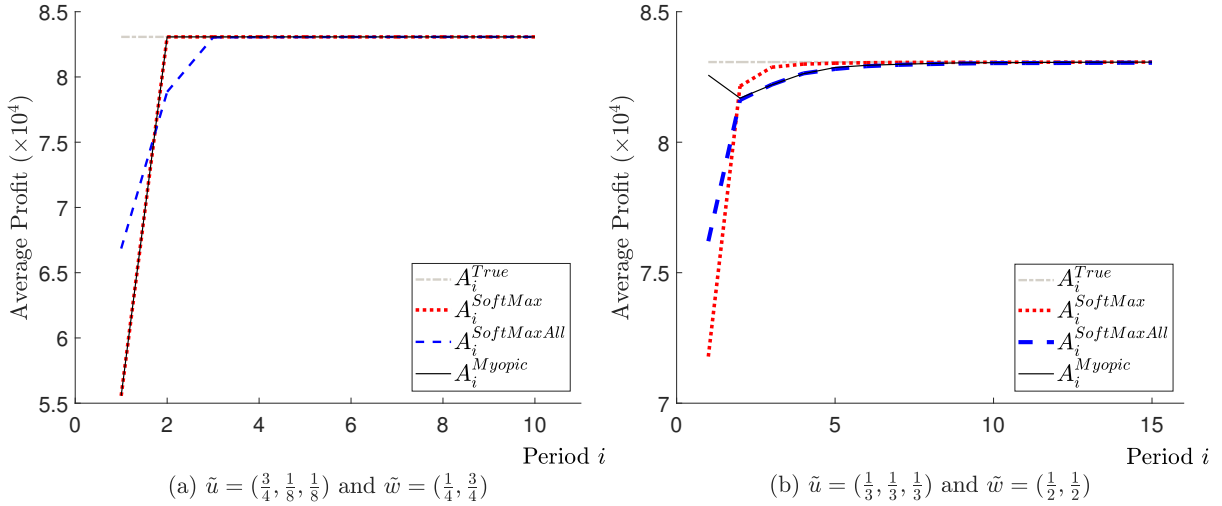 8.5
8
7.5
7
6.5
6
5.5
0
2
4
6
8
10
Average Profit (×10⁴)
Period i
A_i^{True}
A_i^{SoftMax}
A_i^{SoftMaxAll}
A_i^{Myopic}
(a) ũ = (3/4, 1/8, 1/8) and w̃ = (1/4, 3/4)
8.5
8
7.5
7
0
5
10
15
Average Profit (×10⁴)
Period i
A_i^{True}
A_i^{SoftMax}
A_i^{SoftMaxAll}
A_i^{Myopic}
(b) ũ = (1/3, 1/3, 1/3) and w̃ = (1/2, 1/2)